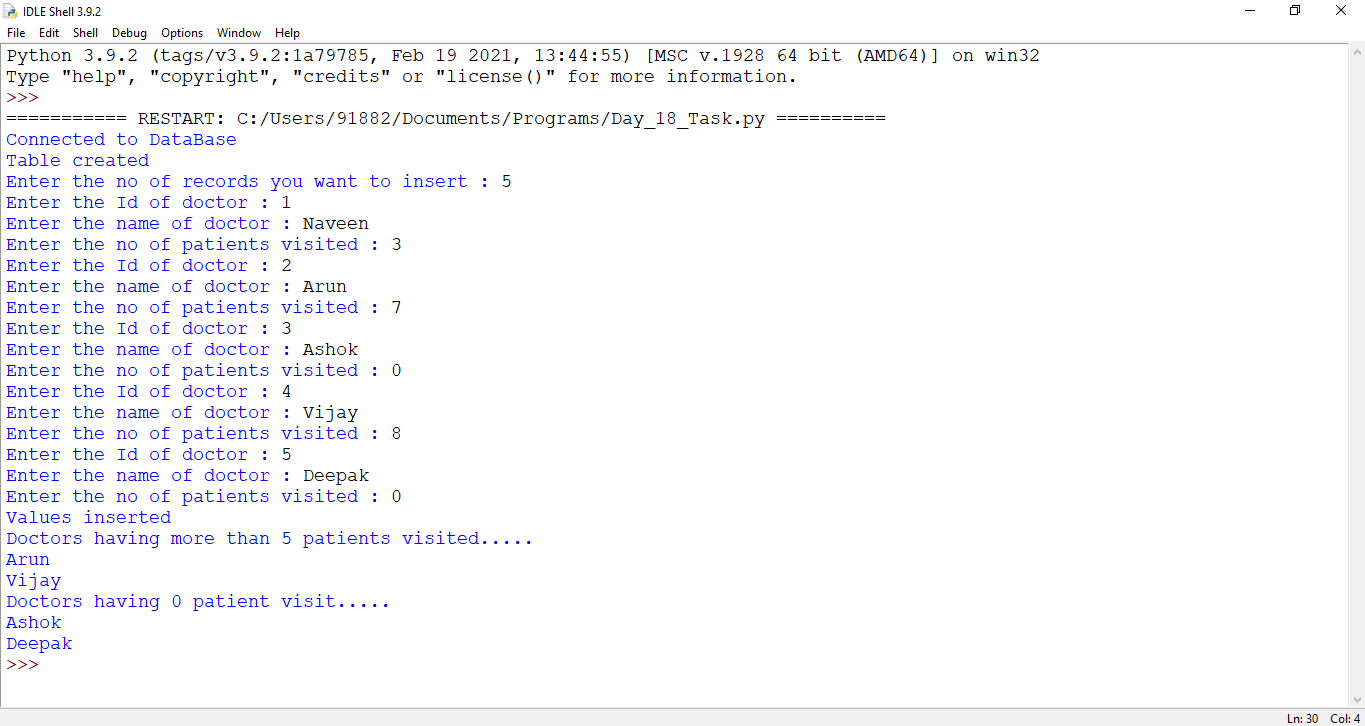 IDLE Shell 3.9.2
File Edit Shell Debug Options Window Help
Python 3.9.2 (tags/v3.9.2:1a79785, Feb 19 2021, 13:44:55) [MSC v.1928 64 bit (AMD64)] on win32
Type "help", "copyright", "credits" or "license()" for more information.
>>>
=========== RESTART: C:/Users/91882/Documents/Programs/Day_18_Task.py ==========
Connected to DataBase
Table created
Enter the no of records you want to insert : 5
Enter the Id of doctor : 1
Enter the name of doctor : Naveen
Enter the no of patients visited : 3
Enter the Id of doctor : 2
Enter the name of doctor : Arun
Enter the no of patients visited : 7
Enter the Id of doctor : 3
Enter the name of doctor : Ashok
Enter the no of patients visited : 0
Enter the Id of doctor : 4
Enter the name of doctor : Vijay
Enter the no of patients visited : 8
Enter the Id of doctor : 5
Enter the name of doctor : Deepak
Enter the no of patients visited : 0
Values inserted
Doctors having more than 5 patients visited.....
Arun
Vijay
Doctors having 0 patient visit.....
Ashok
Deepak
>>>
Ln: 30 Col: 4